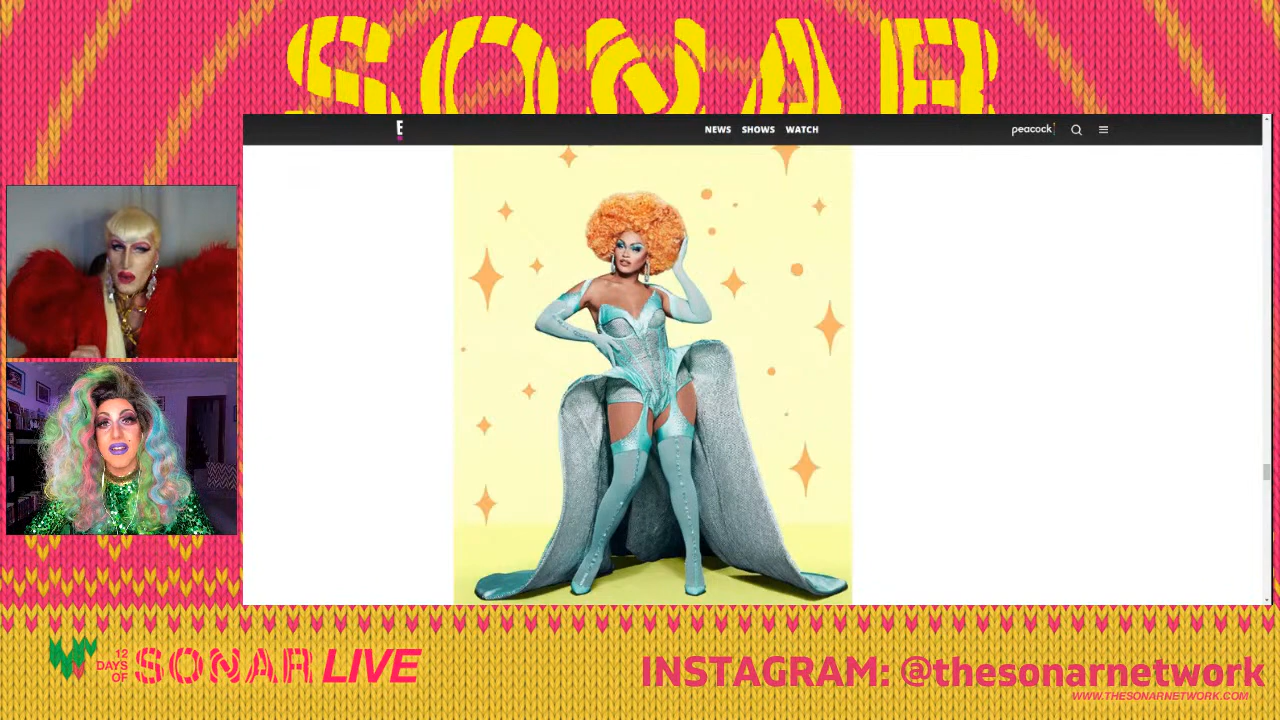 SONAR
E
NEWS SHOWS WATCH
peacock
12
DAYS
OF
SONAR LIVE
INSTAGRAM: @thesonarnetwork
WWW.THESONARNETWORK.COM